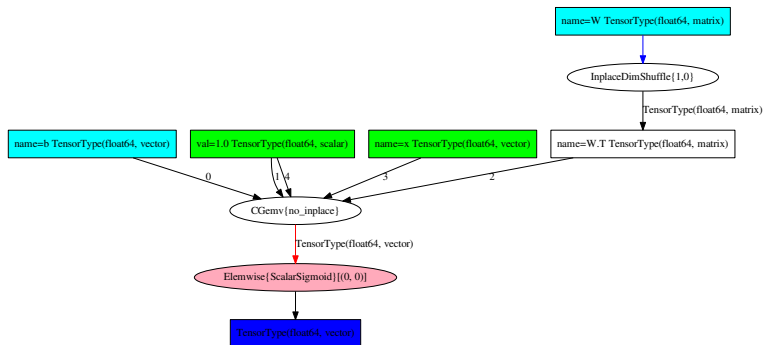 name=W TensorType(float64, matrix)
InplaceDimShuffle{1,0}
TensorType(float64, matrix)
name=b TensorType(float64, vector)
val=1.0 TensorType(float64, scalar)
name=x TensorType(float64, vector)
name=W.T TensorType(float64, matrix)
0
1
4
3
2
CGemv{no_inplace}
TensorType(float64, vector)
Elemwise{ScalarSigmoid}[(0, 0)]
TensorType(float64, vector)